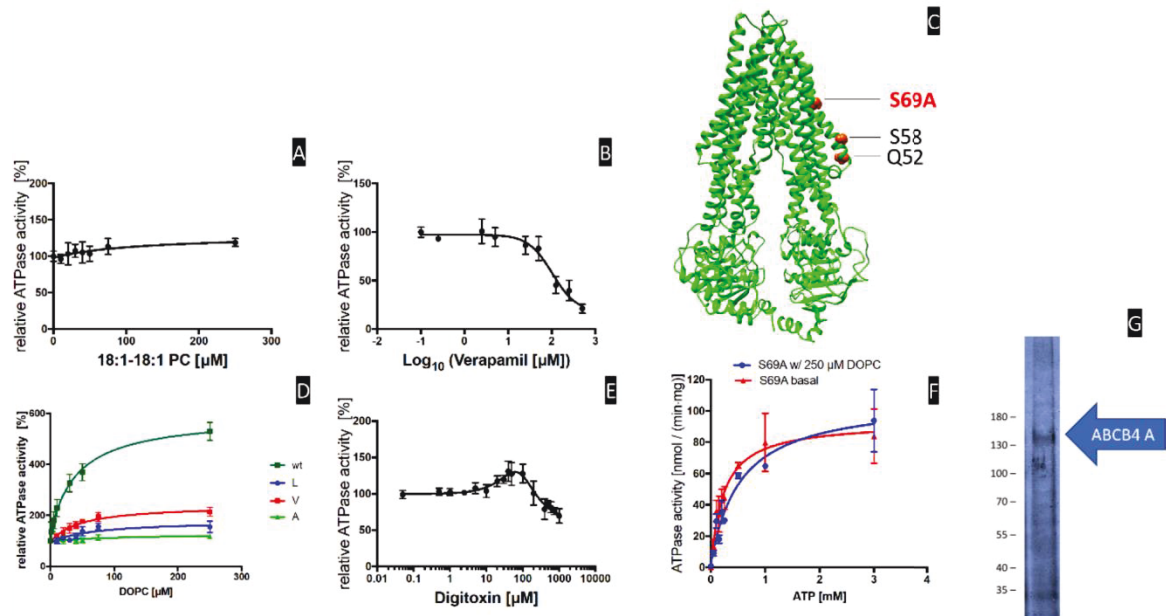 A
relative ATPase activity [%]
200
150
100
50
0
0 100 200 300
18:1-18:1 PC [µM]
B
relative ATPase activity [%]
200
150
100
50
0
-2 -1 0 1 2 3
Log10 (Verapamil [µM])
C
S69A
S58
Q52
D
relative ATPase activity [%]
600
400
200
0
0 100 200 300
DOPC [µM]
wt
L
V
A
E
relative ATPase activity [%]
200
150
100
50
0
0.01 0.1 0 1 10 100 1000 10000
Digitoxin [µM]
F
S69A w/ 250 µM DOPC
S69A basal
ATPase activity [nmol / (min·mg)]
120
100
80
60
40
20
0
0 1 2 3 4
ATP [mM]
G
180
130
100
70
55
40
35
ABCB4 A